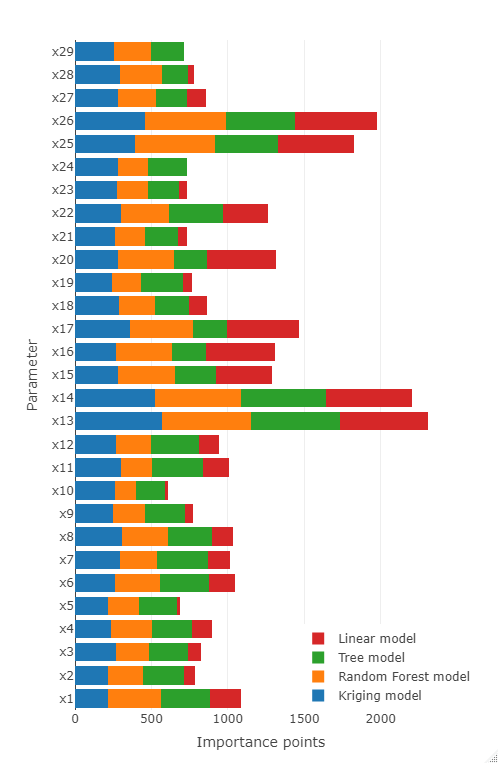 x29
x28
x27
x26
x25
x24
x23
x22
x21
x20
x19
x18
x17
x16
x15
x14
x13
x12
x11
x10
x9
x8
x7
x6
x5
x4
x3
x2
x1
Parameter
Linear model
Tree model
Random Forest model
Kriging model
0 500 1000 1500 2000
Importance points